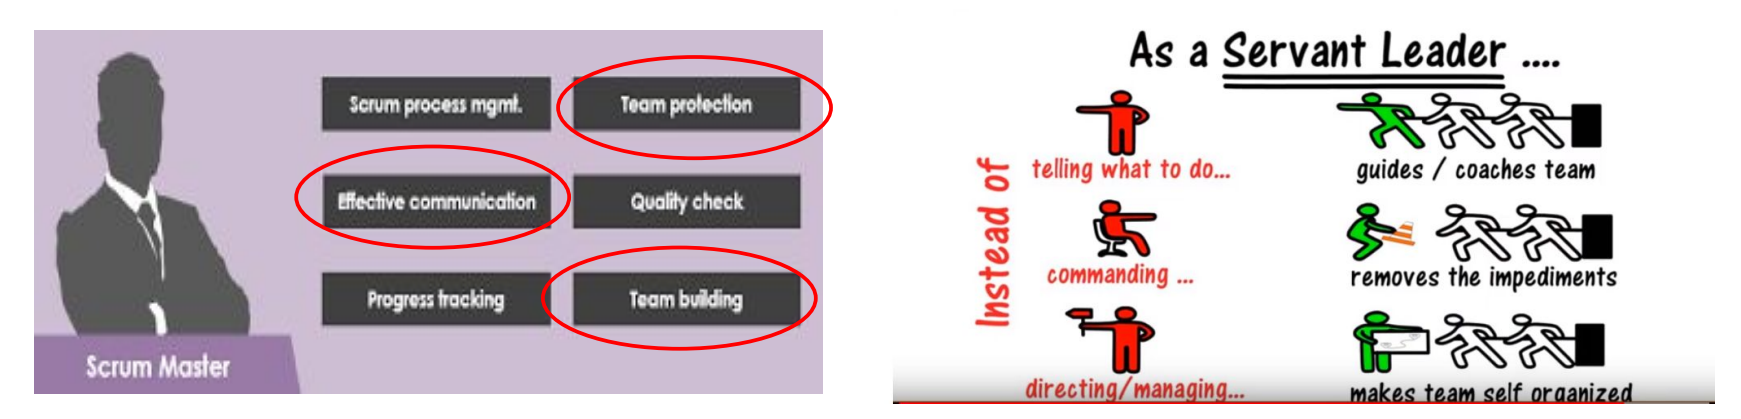 Scrum process mgmt.
Team protection
Effective communication
Quality check
Progress tracking
Team building
Scrum Master
As a Servant Leader ....
Instead of
telling what to do...
guides / coaches team
commanding ...
removes the impediments
directing/managing...
makes team self organized